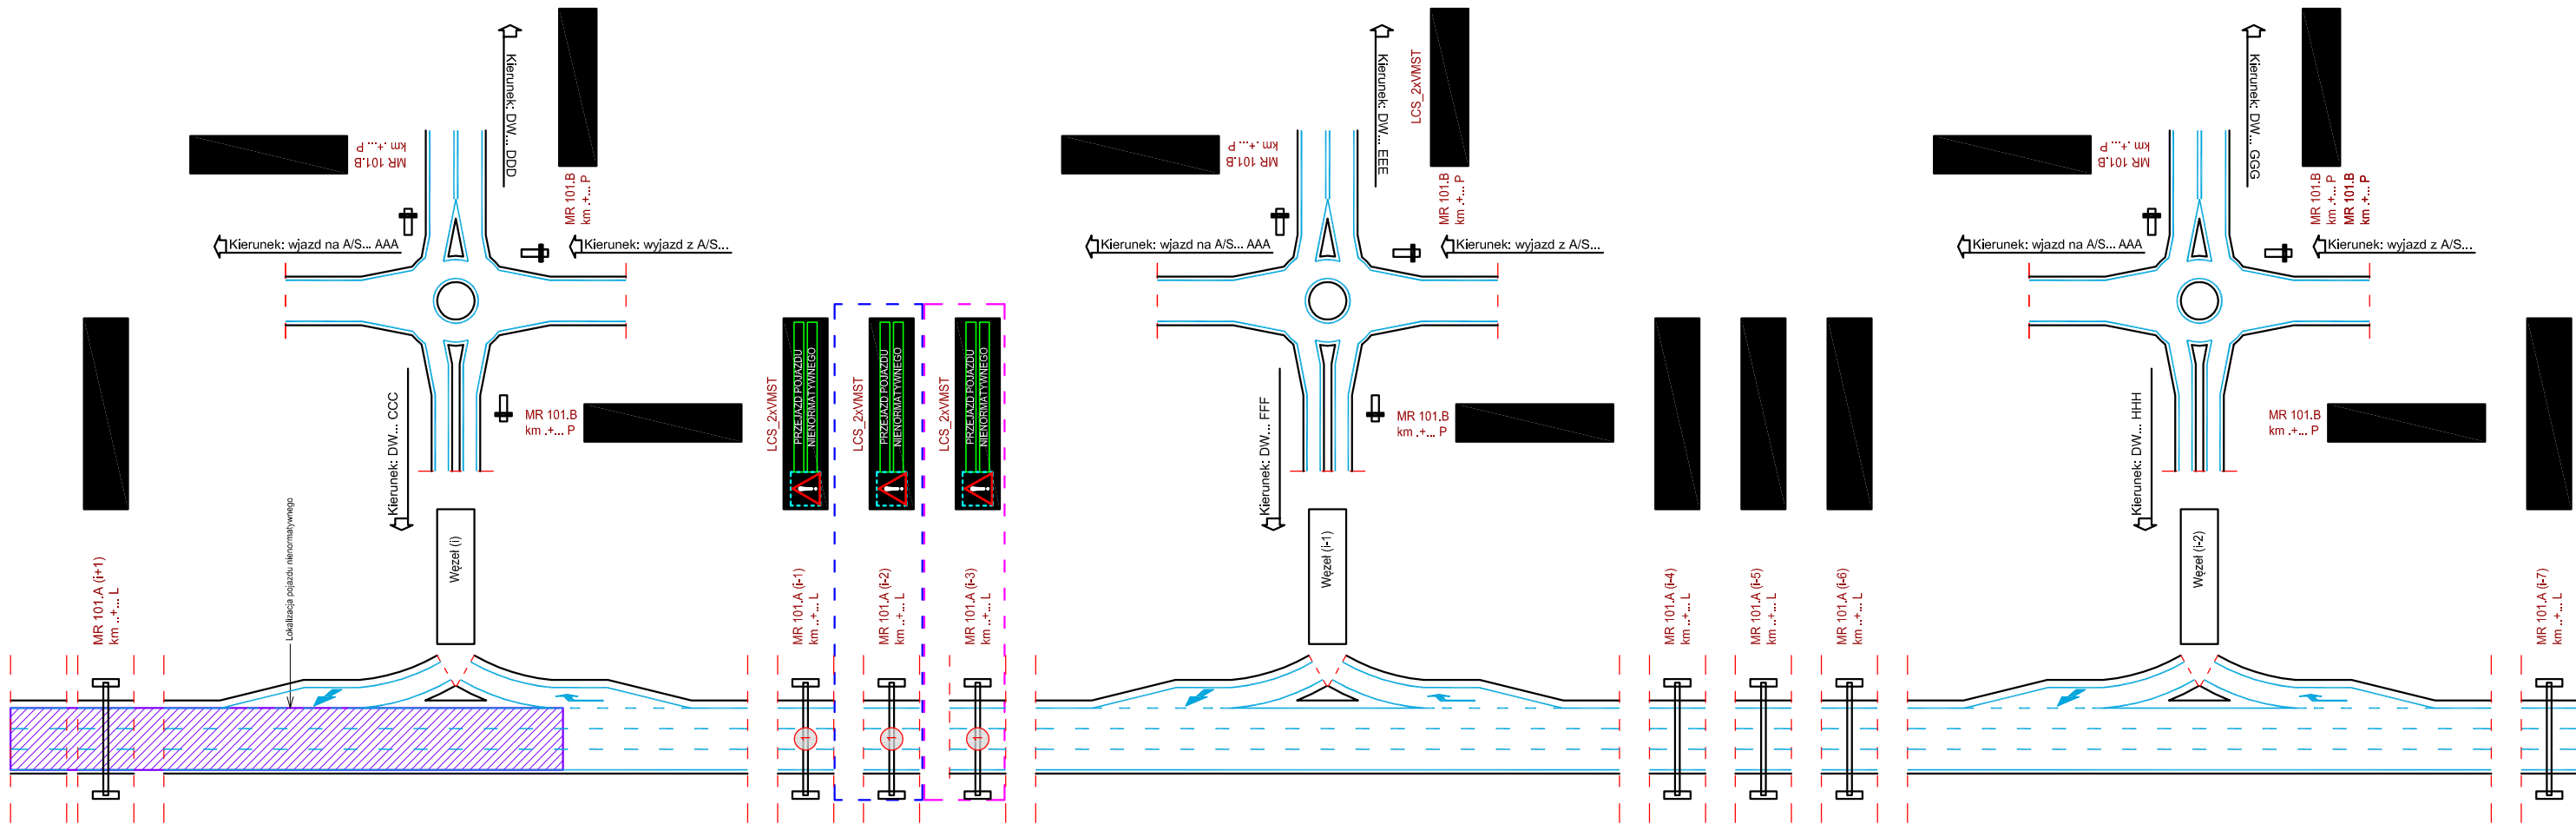 Kierunek: DW... DDD
MR 101.B
km .+... P
MR 101.B
km .+... P
Kierunek: wjazd na A/S... AAA
Kierunek: wyjazd z A/S...
Kierunek: DW... CCC
MR 101.B
km .+... P
Lokalizacja pojazdu nienormatywnego
Węzeł (i)
MR 101.A (i+1)
km ..+... L
LCS_2xVMST
PRZEJAZD POJAZDU
NIENORMATYWNEGO
MR 101.A (i-1)
km ..+... L
1
LCS_2xVMST
PRZEJAZD POJAZDU
NIENORMATYWNEGO
MR 101.A (i-2)
km ..+... L
1
LCS_2xVMST
PRZEJAZD POJAZDU
NIENORMATYWNEGO
MR 101.A (i-3)
km ..+... L
1
Kierunek: DW... EEE
LCS_2xVMST
MR 101.B
km .+... P
MR 101.B
km .+... P
Kierunek: wjazd na A/S... AAA
Kierunek: wyjazd z A/S...
Kierunek: DW... FFF
MR 101.B
km .+... P
Węzeł (i-1)
MR 101.A (i-4)
km ..+... L
MR 101.A (i-5)
km ..+... L
MR 101.A (i-6)
km ..+... L
Kierunek: DW... GGG
MR 101.B
km .+... P
MR 101.B
km .+... P
MR 101.B
km .+... P
Kierunek: wjazd na A/S... AAA
Kierunek: wyjazd z A/S...
Kierunek: DW... HHH
MR 101.B
km .+... P
Węzeł (i-2)
MR 101.A (i-7)
km ..+... L